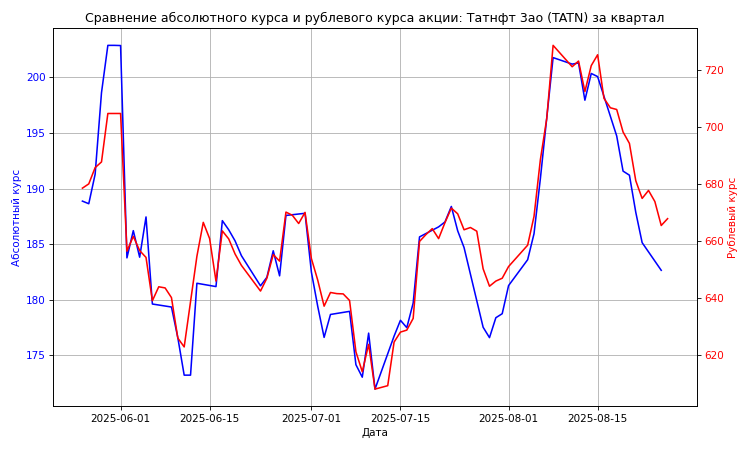 Сравнение абсолютного курса и рублевого курса акции: Татнфт 3ао (TATN) за квартал
Абсолютный курс
200
195
190
185
180
175
720
700
680
660
640
620
Рублевый курс
2025-06-01 2025-06-15 2025-07-01 2025-07-15 2025-08-01 2025-08-15
Дата